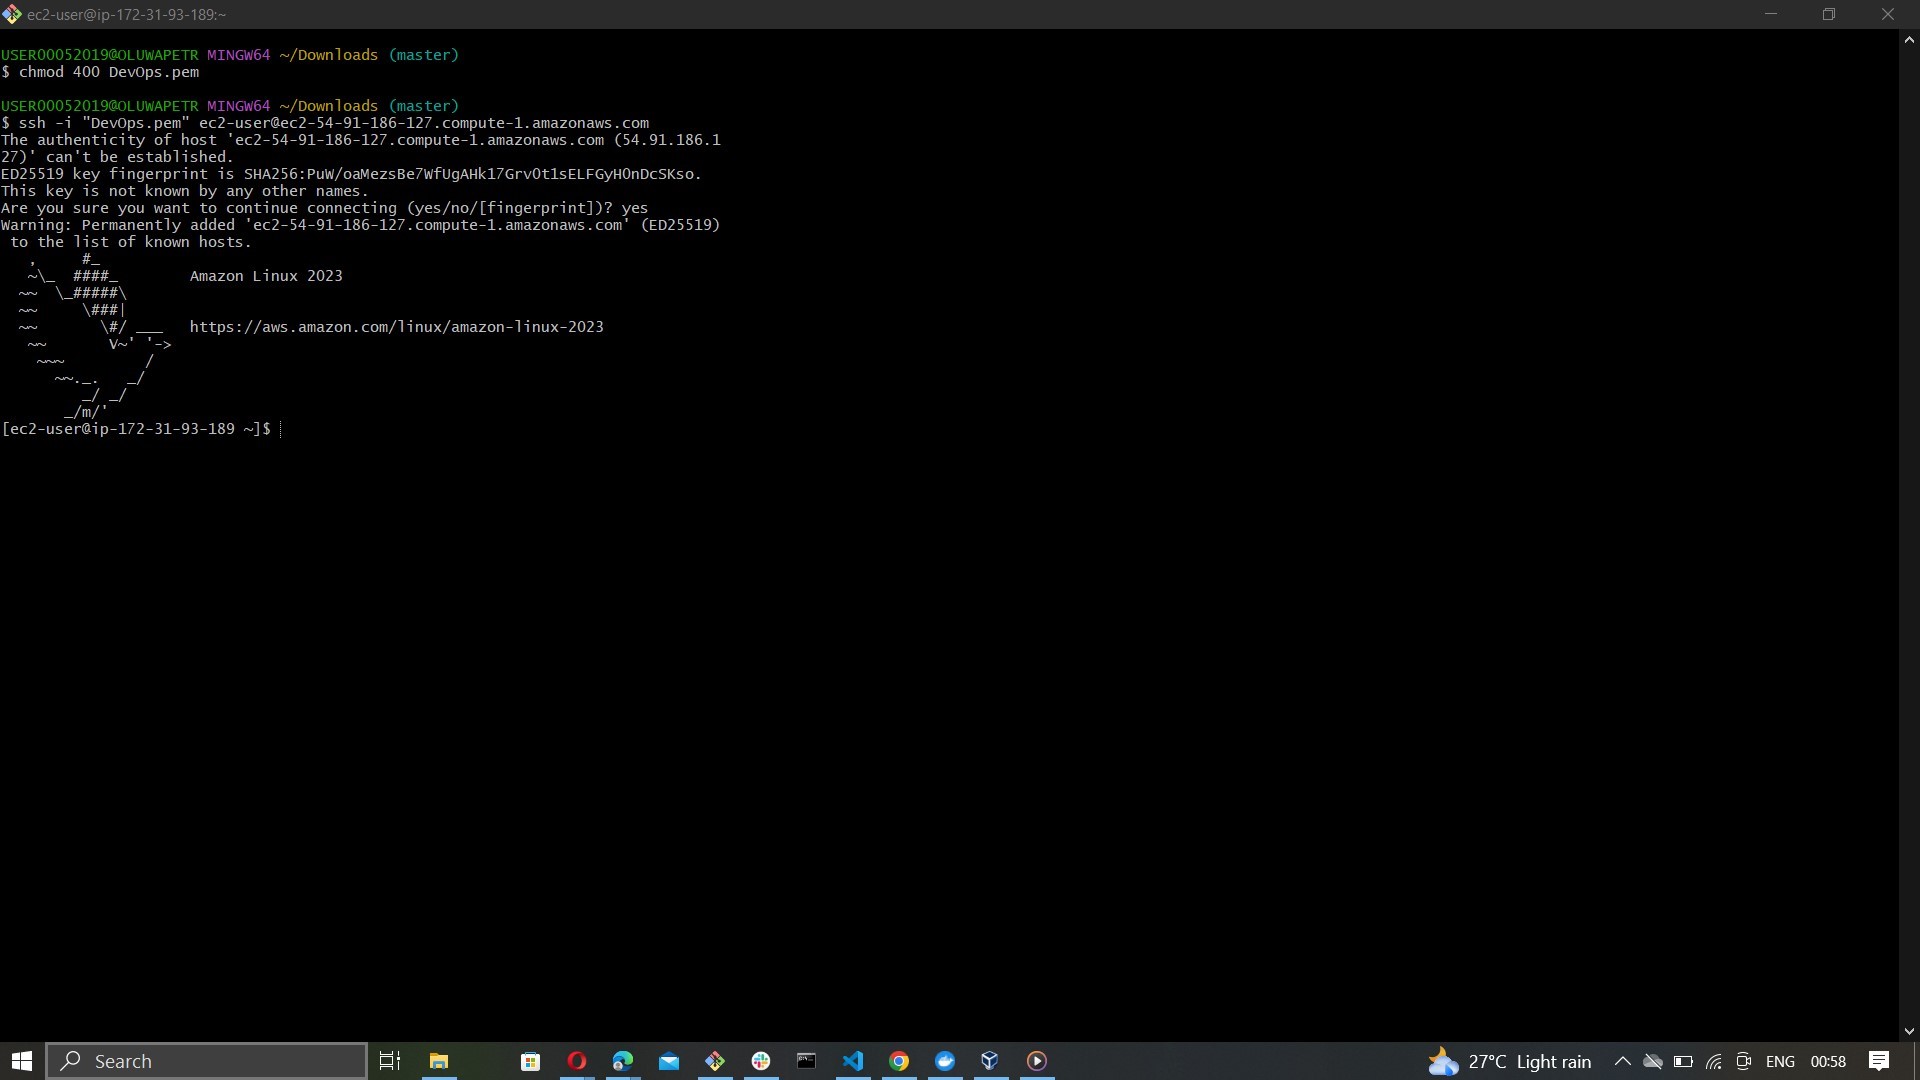 ec2-user@ip-172-31-93-189:~
USER00052019@OLUWAPETR MINGW64 ~/Downloads (master)
$ chmod 400 DevOps.pem
USER00052019@OLUWAPETR MINGW64 ~/Downloads (master)
$ ssh -i "DevOps.pem" ec2-user@ec2-54-91-186-127.compute-1.amazonaws.com
The authenticity of host 'ec2-54-91-186-127.compute-1.amazonaws.com (54.91.186.1
27)' can't be established.
ED25519 key fingerprint is SHA256:PuW/oaMezsBe7WfUgAHk17GrvOt1sELFGyHOnDcSKso.
This key is not known by any other names.
Are you sure you want to continue connecting (yes/no/[fingerprint])? yes
Warning: Permanently added 'ec2-54-91-186-127.compute-1.amazonaws.com' (ED25519)
 to the list of known hosts.
   ,     #_
   ~\_  ####_        Amazon Linux 2023
  ~~  \_#####\
  ~~     \###|
  ~~       \#/ ___   https://aws.amazon.com/linux/amazon-linux-2023
   ~~       V~' '->
    ~~~         /
      ~~._.   _/
         _/ _/
       _/m/'
[ec2-user@ip-172-31-93-189 ~]$
Search
27°C Light rain
ENG
00:58